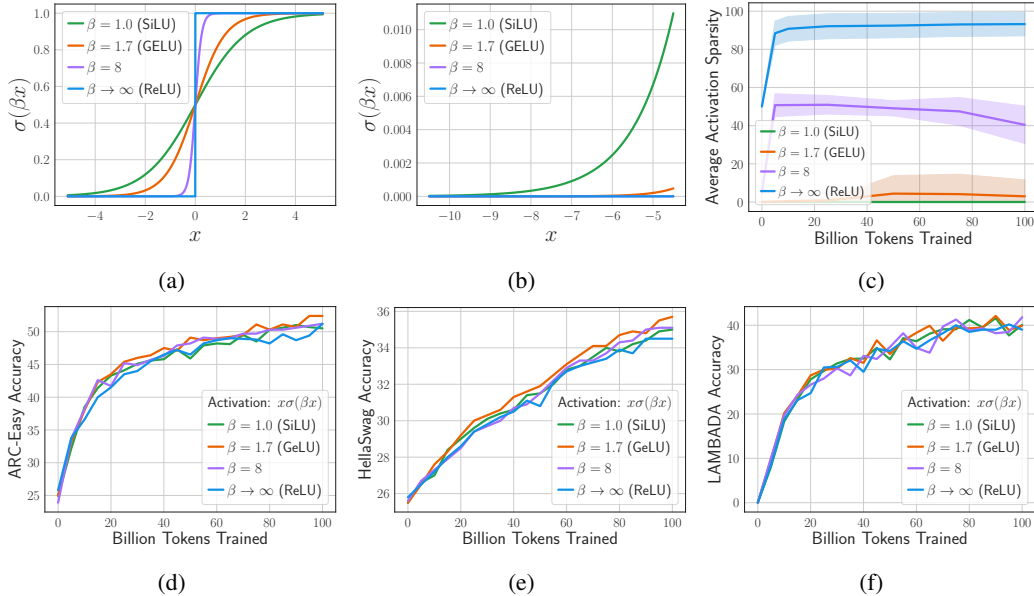 1.0
0.8
0.6
0.4
0.2
0.0
σ(βx)
β = 1.0 (SiLU)
β = 1.7 (GELU)
β = 8
β → ∞ (ReLU)
−4
−2
0
2
4
x
(a)
0.010
0.008
0.006
0.004
0.002
0.000
σ(βx)
β = 1.0 (SiLU)
β = 1.7 (GELU)
β = 8
β → ∞ (ReLU)
−10
−9
−8
−7
−6
−5
x
(b)
100
80
60
40
20
0
Average Activation Sparsity
β = 1.0 (SiLU)
β = 1.7 (GELU)
β = 8
β → ∞ (ReLU)
0
20
40
60
80
100
Billion Tokens Trained
(c)
50
45
40
35
30
25
ARC-Easy Accuracy
Activation: xσ(βx)
β = 1.0 (SiLU)
β = 1.7 (GeLU)
β = 8
β → ∞ (ReLU)
0
20
40
60
80
100
Billion Tokens Trained
(d)
36
34
32
30
28
26
HellaSwag Accuracy
Activation: xσ(βx)
β = 1.0 (SiLU)
β = 1.7 (GeLU)
β = 8
β → ∞ (ReLU)
0
20
40
60
80
100
Billion Tokens Trained
(e)
40
30
20
10
0
LAMBADA Accuracy
Activation: xσ(βx)
β = 1.0 (SiLU)
β = 1.7 (GeLU)
β = 8
β → ∞ (ReLU)
0
20
40
60
80
100
Billion Tokens Trained
(f)